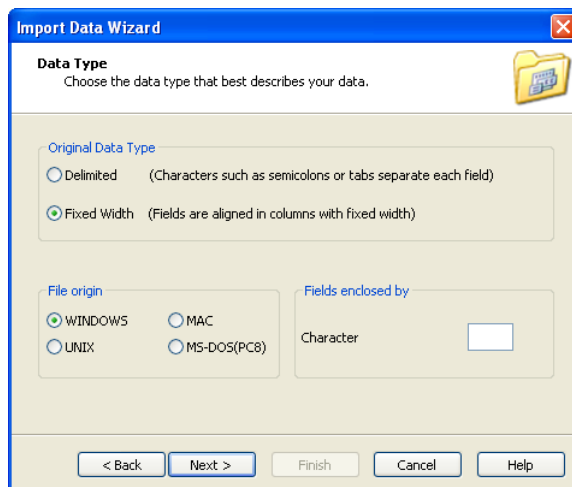 Import Data Wizard
Data Type
Choose the data type that best describes your data.
Original Data Type
Delimited (Characters such as semicolons or tabs separate each field)
Fixed Width (Fields are aligned in columns with fixed width)
File origin
WINDOWS MAC
UNIX MS-DOS(PC8)
Fields enclosed by
Character
< Back Next > Finish Cancel Help